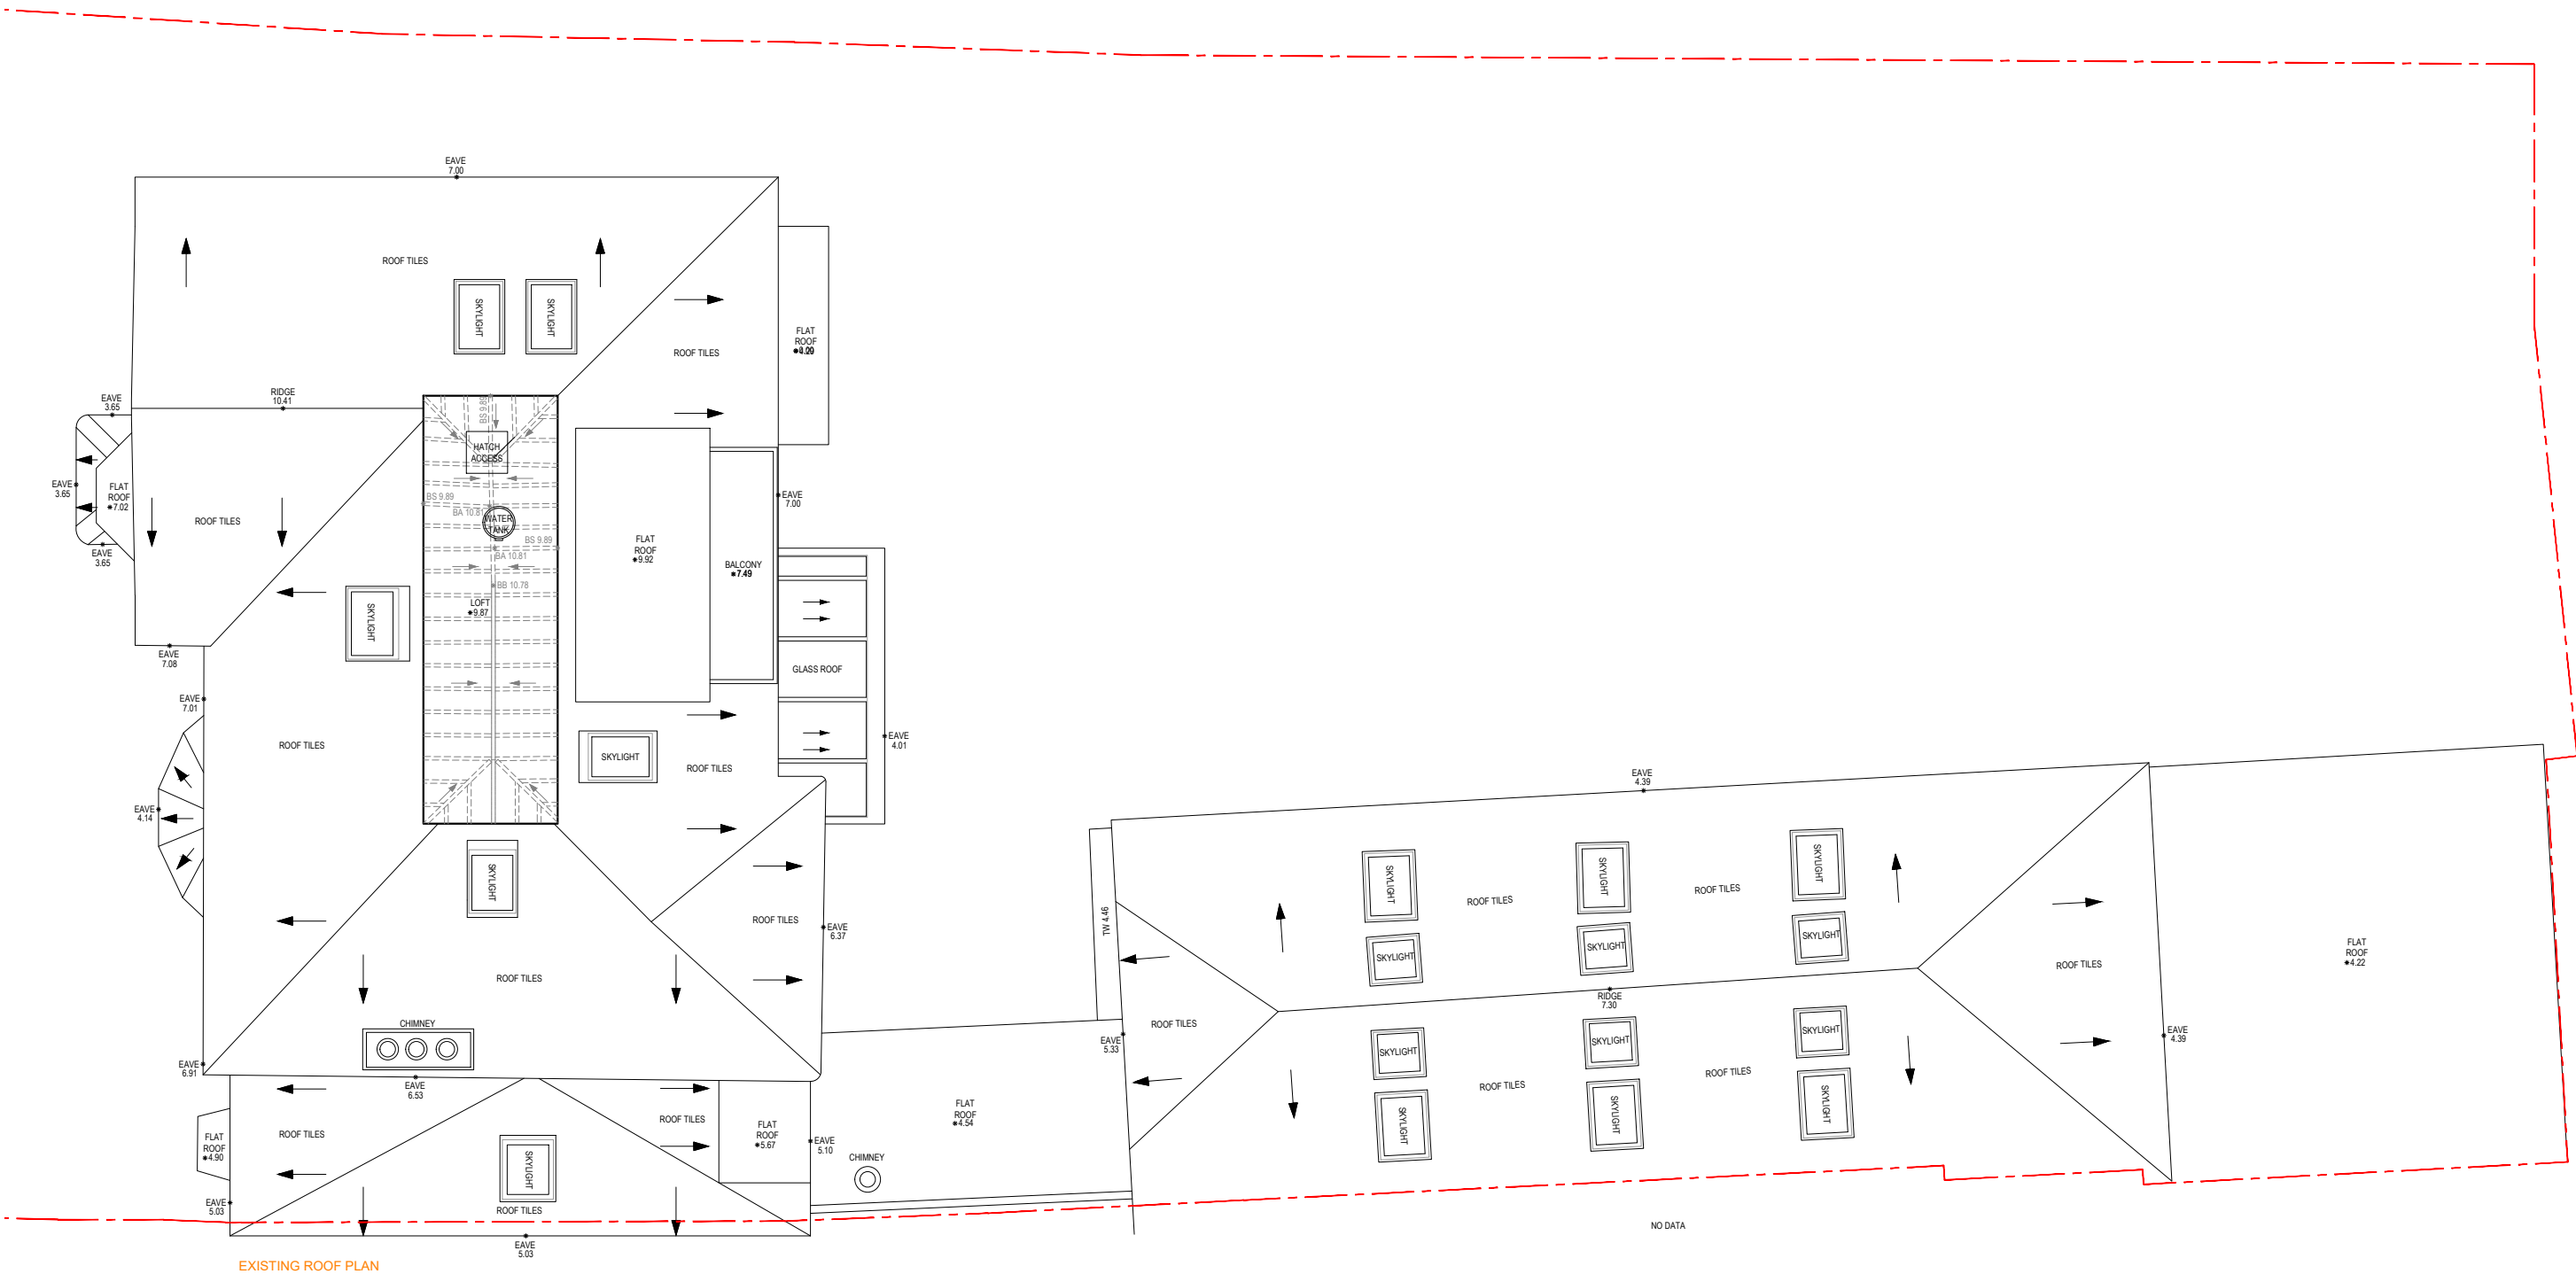 EAVE
7.00
ROOF TILES
SKYLIGHT
SKYLIGHT
ROOF TILES
FLAT
ROOF
EAVE
3.65
RIDGE
10.41
BS 9.89
HATCH
ACCESS
EAVE
3.65
FLAT
ROOF
7.02
EAVE
3.65
ROOF TILES
BS 9.89
BA 10.81
WATER
TANK
BS 9.89
BA 10.81
BB 10.78
LOFT
9.87
FLAT
ROOF
9.92
BALCONY
7.49
EAVE
7.00
SKYLIGHT
EAVE
7.08
EAVE
7.01
GLASS ROOF
ROOF TILES
SKYLIGHT
ROOF TILES
EAVE
4.01
EAVE
4.14
SKYLIGHT
ROOF TILES
EAVE
6.37
ROOF TILES
CHIMNEY
EAVE
6.91
EAVE
6.53
ROOF TILES
FLAT
ROOF
4.90
EAVE
5.03
SKYLIGHT
ROOF TILES
ROOF TILES
FLAT
ROOF
5.67
EAVE
5.10
CHIMNEY
FLAT
ROOF
4.54
EAVE
5.03
EAVE
4.39
TW 4.46
SKYLIGHT
SKYLIGHT
SKYLIGHT
ROOF TILES
ROOF TILES
SKYLIGHT
SKYLIGHT
SKYLIGHT
ROOF TILES
FLAT
ROOF
4.22
RIDGE
7.30
ROOF TILES
EAVE
5.33
SKYLIGHT
SKYLIGHT
SKYLIGHT
EAVE
4.39
ROOF TILES
ROOF TILES
SKYLIGHT
SKYLIGHT
SKYLIGHT
NO DATA
EXISTING ROOF PLAN